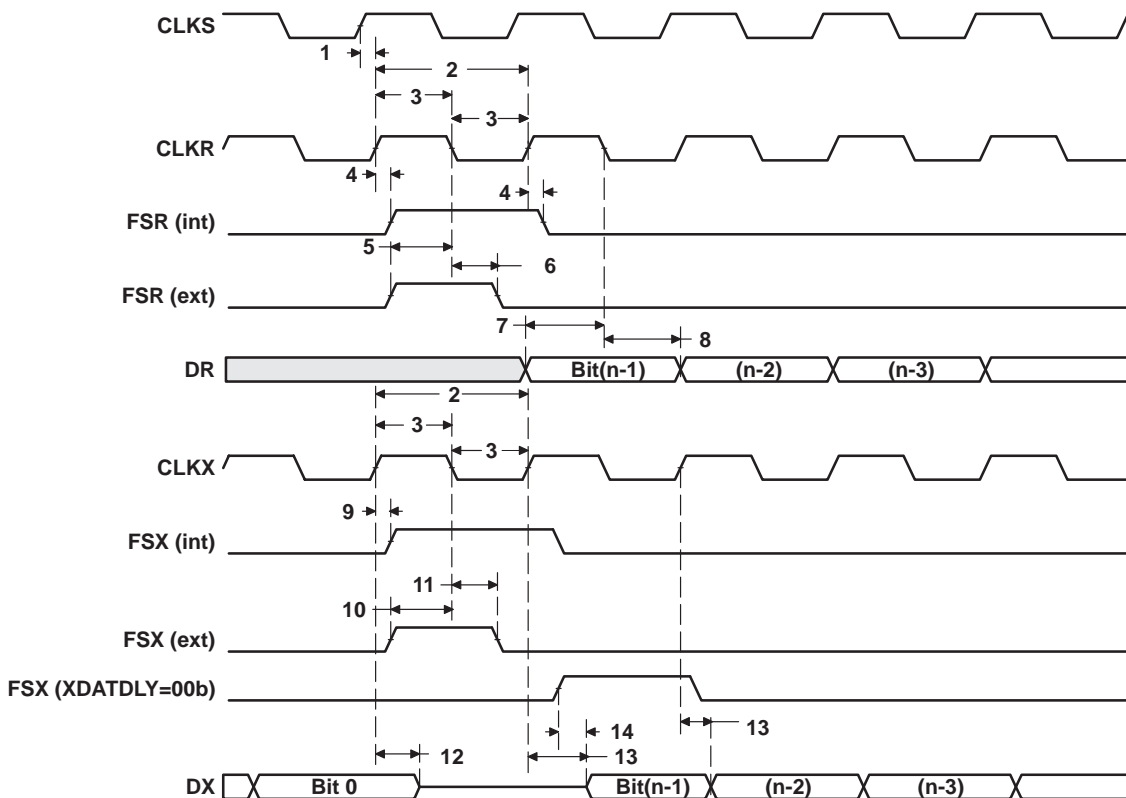 CLKS
1
2
3
3
CLKR
4
4
FSR (int)
5
6
FSR (ext)
7
8
DR
Bit(n-1)
(n-2)
(n-3)
2
3
3
CLKX
9
FSX (int)
11
10
FSX (ext)
FSX (XDATDLY=00b)
13
14
12
13
DX
Bit 0
Bit(n-1)
(n-2)
(n-3)